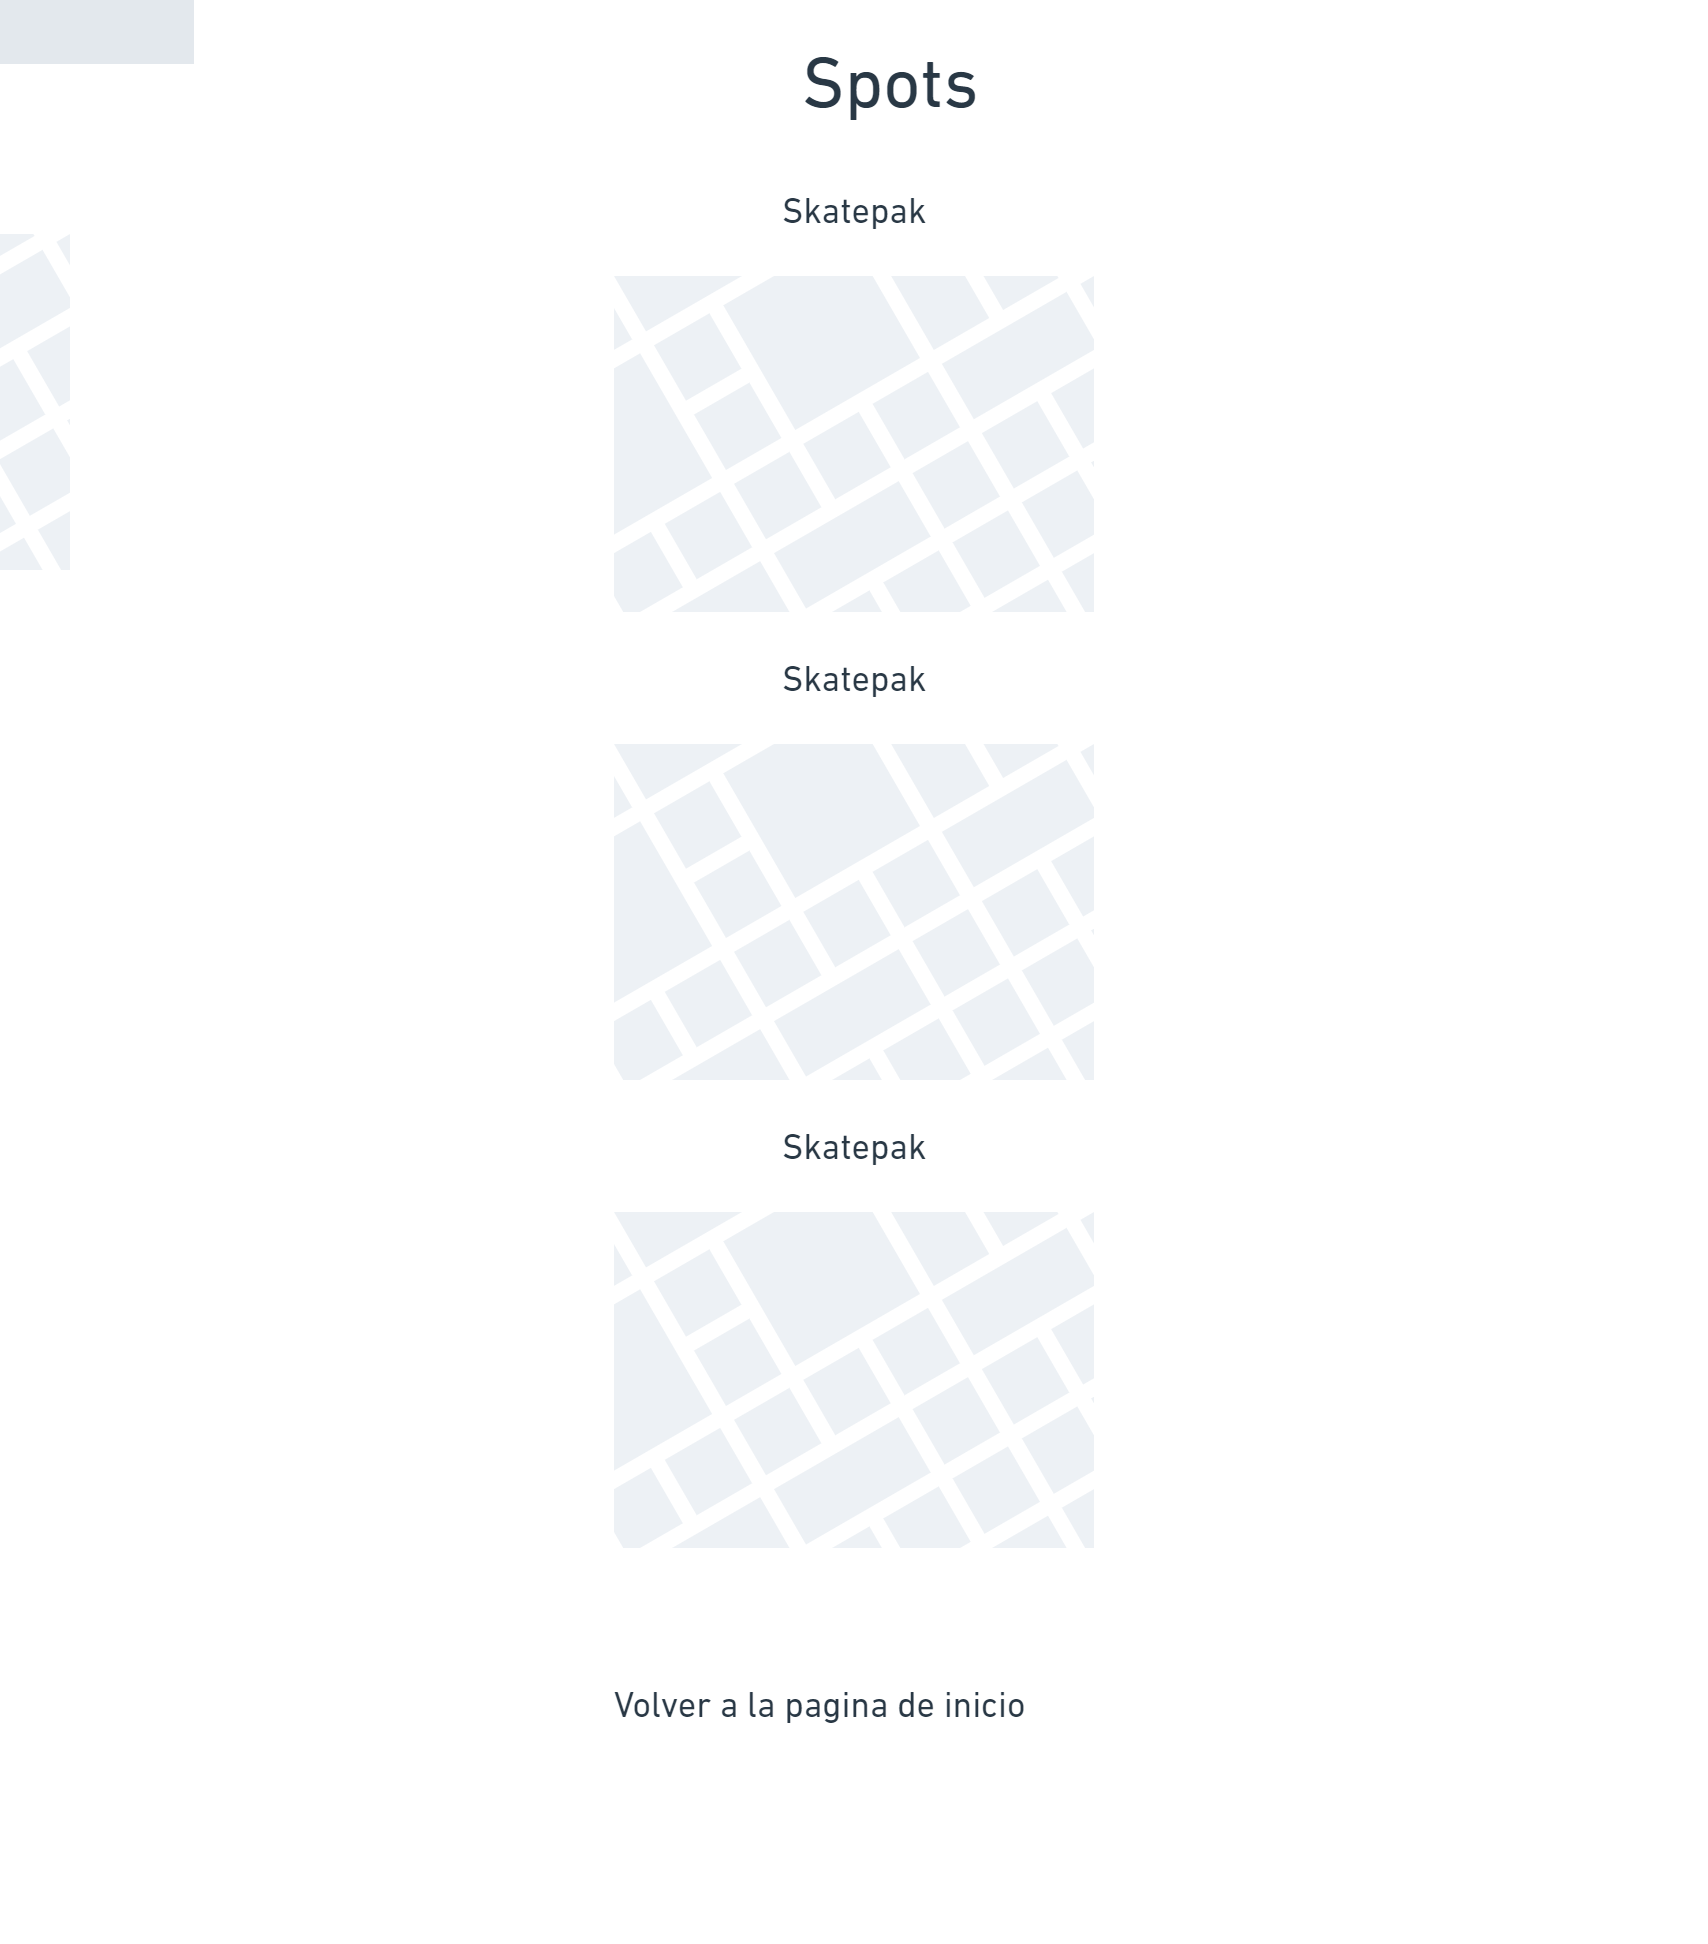 Spots
Skatepak
Skatepak
Skatepak
Volver a la pagina de inicio